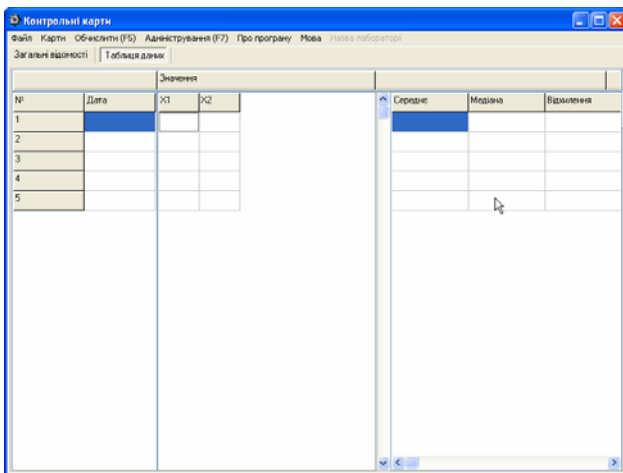 Контрольні карти
Файл Карти Обчислити (F5) Адміністрування (F7) Про програму Мова Назва лабораторії
Загальні відомості Таблиця даних
Значення
№ Дата X1 X2 Середнє Медіана Відхилення
1
2
3
4
5